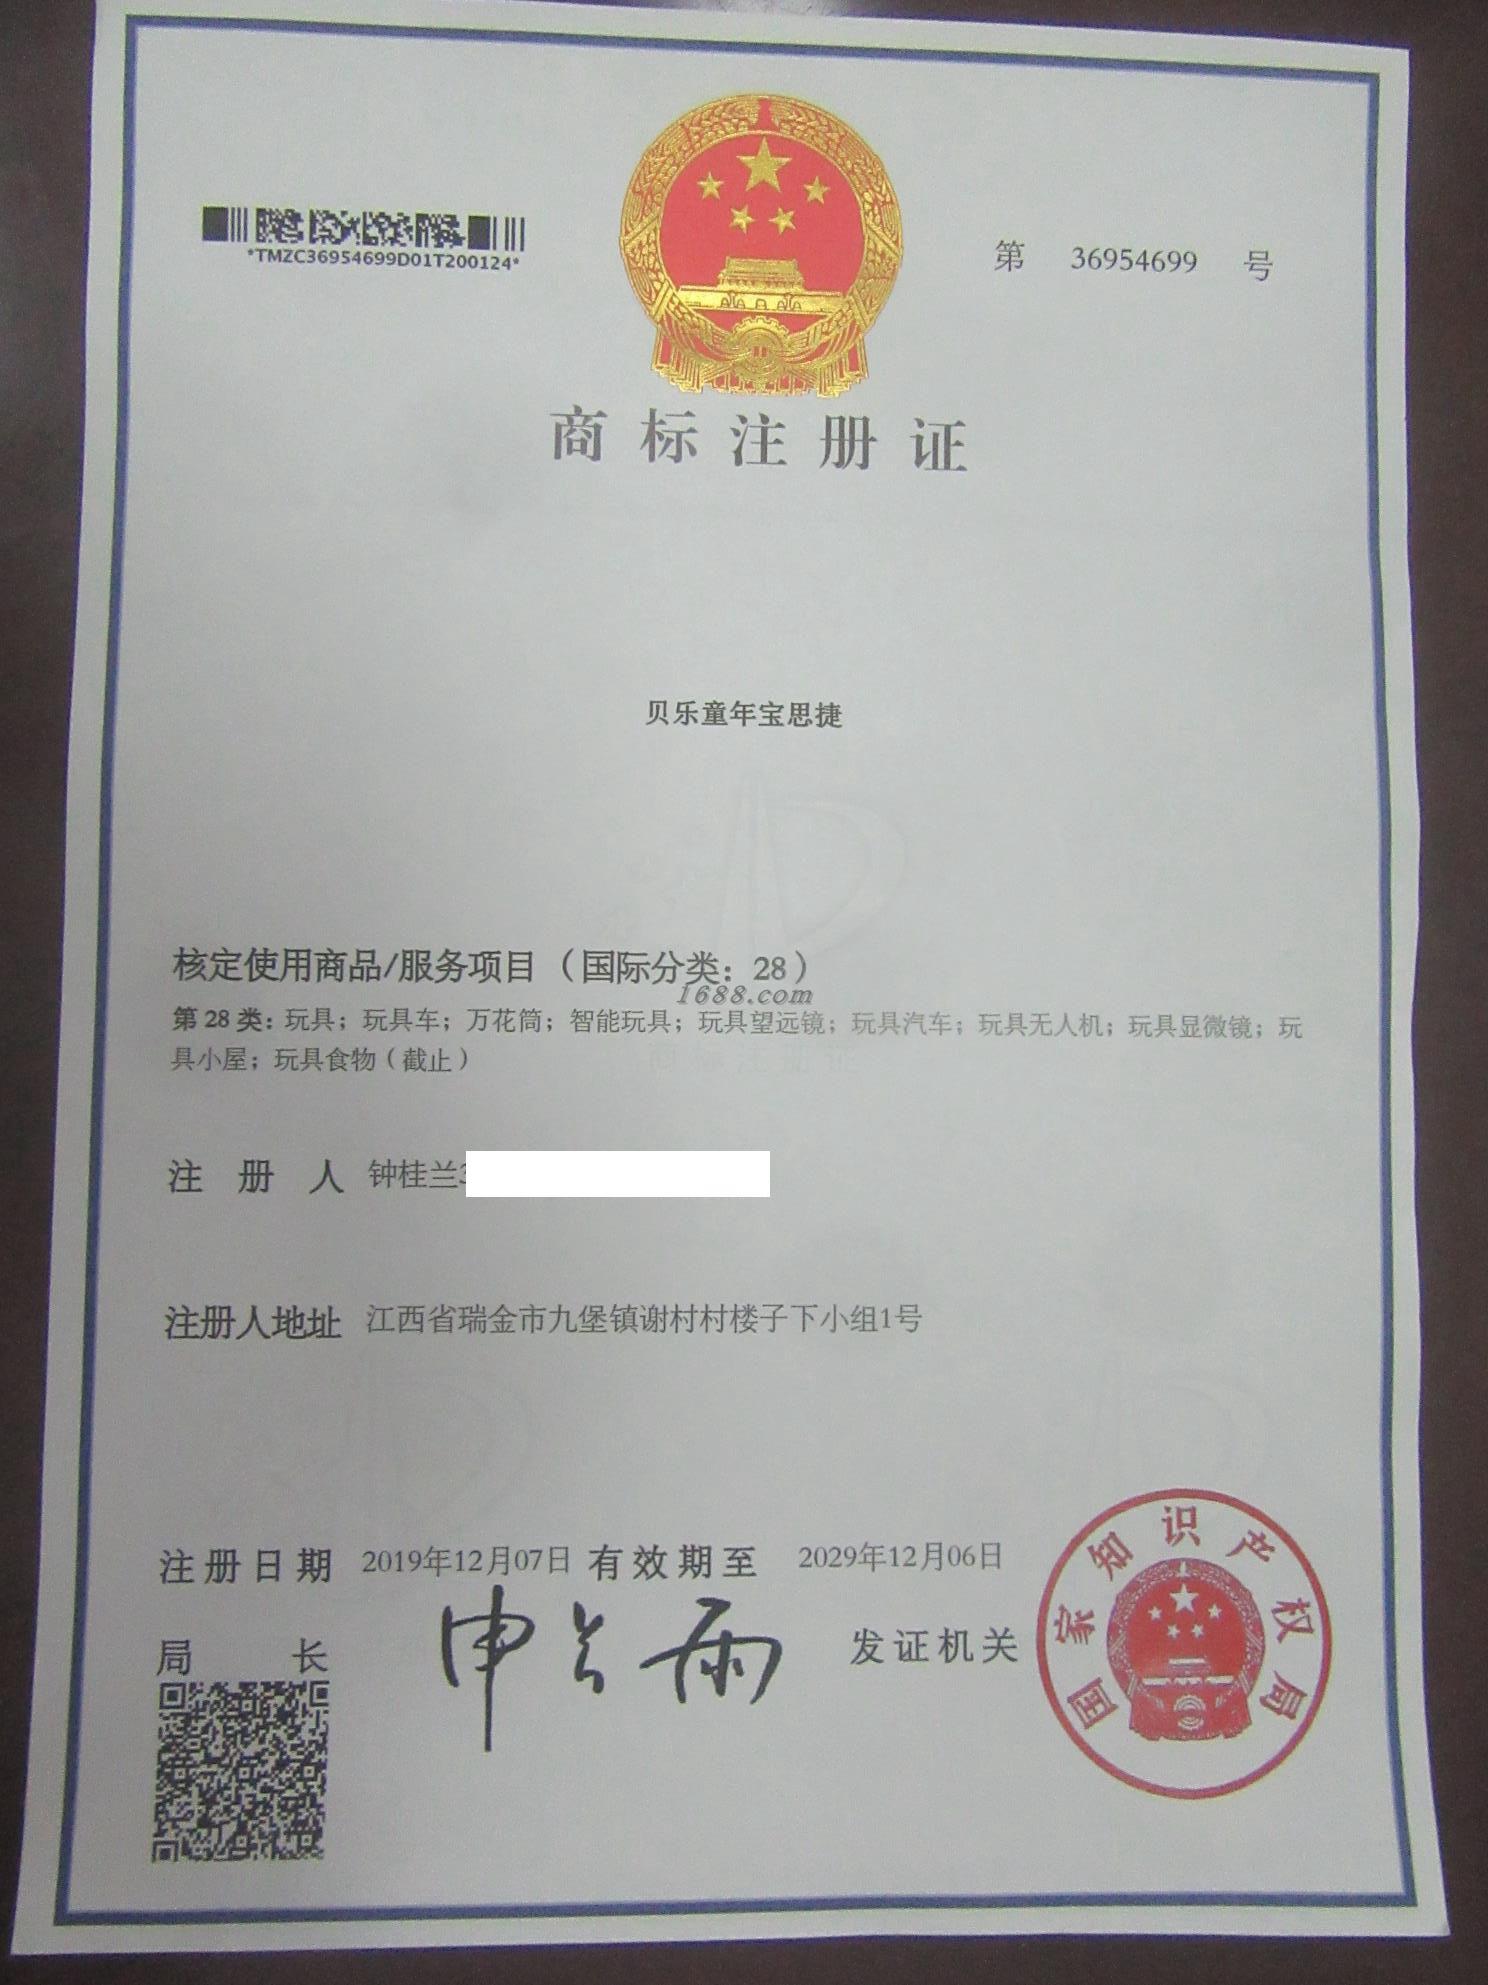 *TMZC36954699D01T200124*
第 36954699 号
商标注册证
贝乐童年宝思捷
核定使用商品/服务项目（国际分类：28）
1688.com
第28类：玩具；玩具车；万花筒；智能玩具；玩具望远镜；玩具汽车；玩具无人机；玩具显微镜；玩
具小屋；玩具食物（截止）
注 册 人 钟桂兰
注册人地址 江西省瑞金市九堡镇谢村村楼子下小组1号
注册日期 2019年12月07日 有效期至 2029年12月06日
局 长 申长雨 发证机关
国家知识产权局